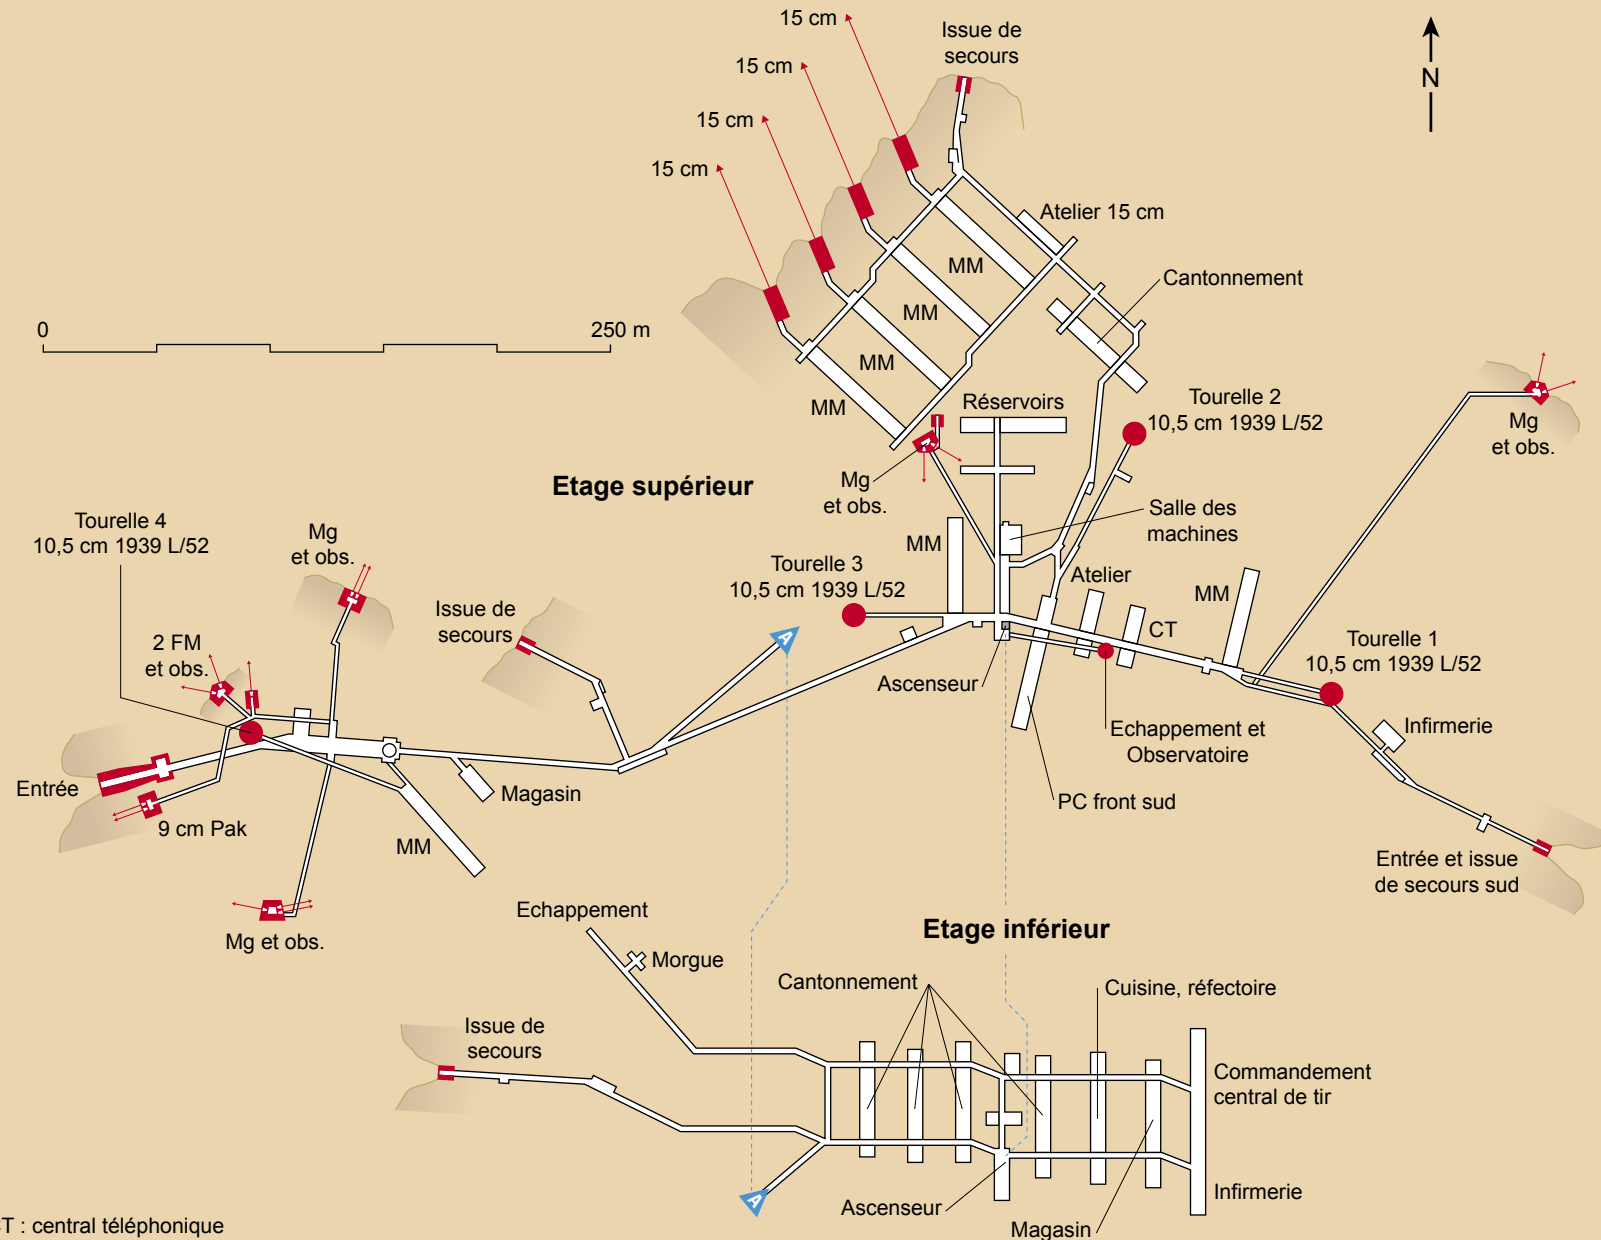 15 cm
Issue de
secours
15 cm
15 cm
15 cm
N
Atelier 15 cm
MM
Cantonnement
MM
MM
MM
0
250 m
Réservoirs
Tourelle 2
10,5 cm 1939 L/52
Mg
et obs.
Etage supérieur
Mg
et obs.
Salle des
machines
Tourelle 4
10,5 cm 1939 L/52
Mg
et obs.
MM
Tourelle 3
10,5 cm 1939 L/52
Atelier
MM
Issue de
secours
CT
2 FM
et obs.
A
Tourelle 1
10,5 cm 1939 L/52
Ascenseur
Infirmerie
Echappement et
Observatoire
Entrée
Magasin
PC front sud
9 cm Pak
MM
Entrée et issue
de secours sud
Mg et obs.
Echappement
Etage inférieur
Morgue
Cantonnement
Cuisine, réfectoire
Issue de
secours
Commandement
central de tir
A
Ascenseur
Infirmerie
Magasin
: central téléphonique